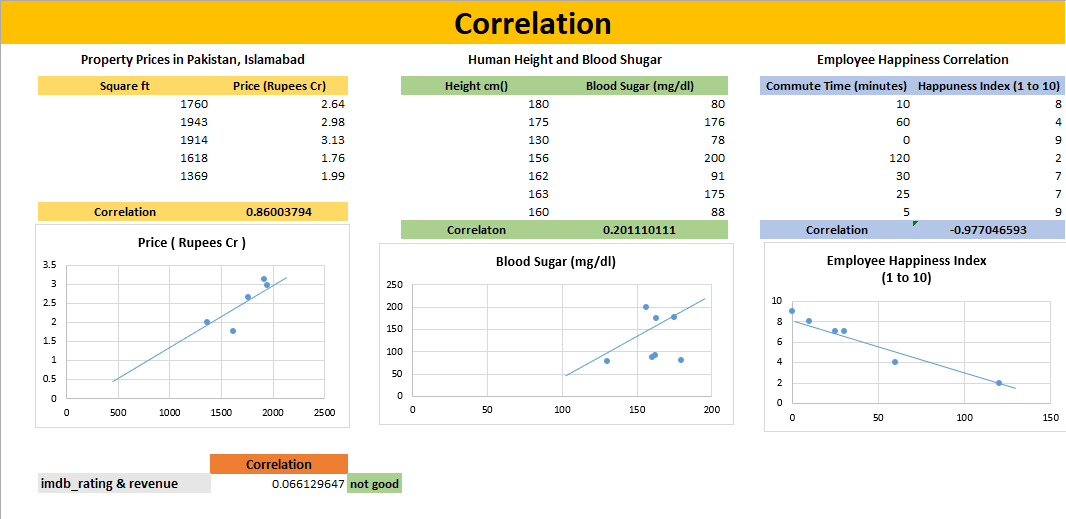 Correlation
Property Prices in Pakistan, Islamabad
Square ft Price (Rupees Cr)
1760 2.64
1943 2.98
1914 3.13
1618 1.76
1369 1.99
Correlation 0.86003794
Price ( Rupees Cr )
3.5
3
2.5
2
1.5
1
0.5
0
0 500 1000 1500 2000 2500
Human Height and Blood Shugar
Height cm() Blood Sugar (mg/dl)
180 80
175 176
130 78
156 200
162 91
163 175
160 88
Correlaton 0.201110111
Blood Sugar (mg/dl)
250
200
150
100
50
0
0 50 100 150 200
Employee Happiness Correlation
Commute Time (minutes) Happuness Index (1 to 10)
10 8
60 4
0 9
120 2
30 7
25 7
5 9
Correlation -0.977046593
Employee Happiness Index
(1 to 10)
10
8
6
4
2
0
0 50 100 150
Correlation
imdb_rating & revenue 0.066129647 not good